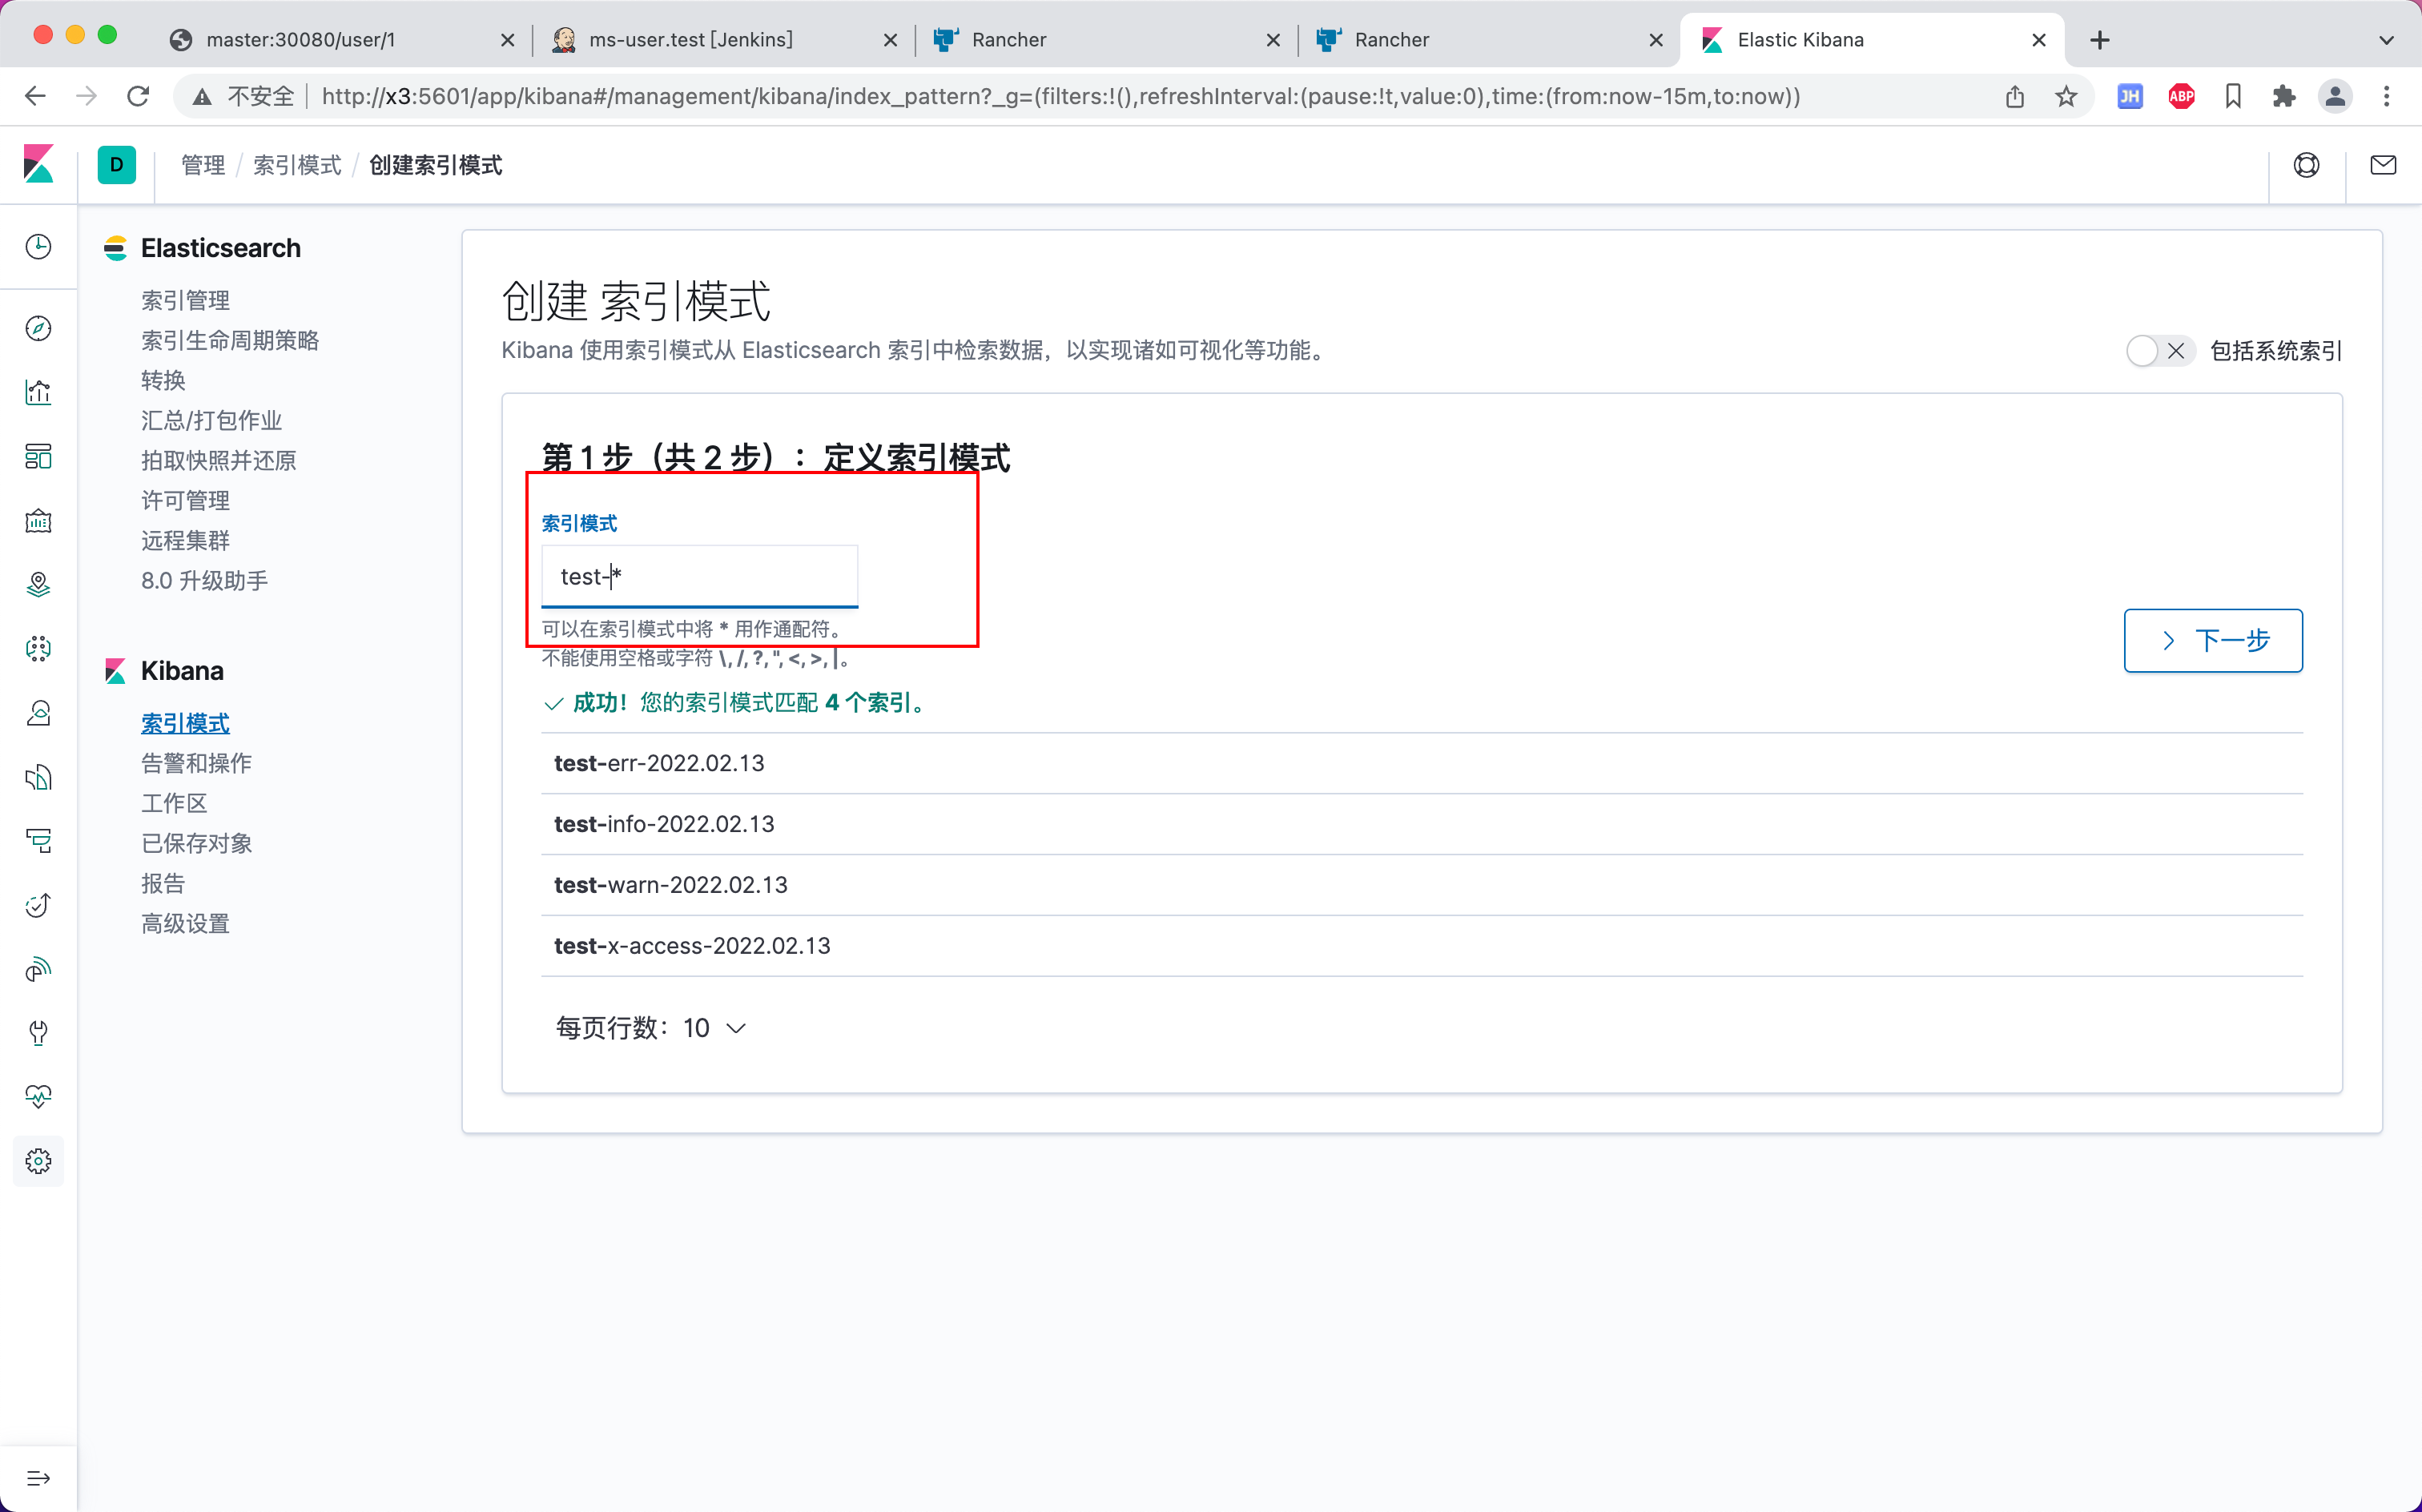 master:30080/user/1
ms-user.test [Jenkins]
Rancher
Rancher
Elastic Kibana
不安全
http://x3:5601/app/kibana#/management/kibana/index_pattern?_g=(filters:!(),refreshInterval:(pause:!t,value:0),time:(from:now-15m,to:now))
JH
ABP
D
管理 / 索引模式 / 创建索引模式
Elasticsearch
索引管理
索引生命周期策略
转换
汇总/打包作业
拍取快照并还原
许可管理
远程集群
8.0 升级助手
Kibana
索引模式
告警和操作
工作区
已保存对象
报告
高级设置
创建 索引模式
Kibana 使用索引模式从 Elasticsearch 索引中检索数据，以实现诸如可视化等功能。
包括系统索引
第 1 步（共 2 步）：定义索引模式
索引模式
test-*
可以在索引模式中将 * 用作通配符。
不能使用空格或字符 \, /, ?, ", <, >, |。
下一步
成功！您的索引模式匹配 4 个索引。
test-err-2022.02.13
test-info-2022.02.13
test-warn-2022.02.13
test-x-access-2022.02.13
每页行数：10